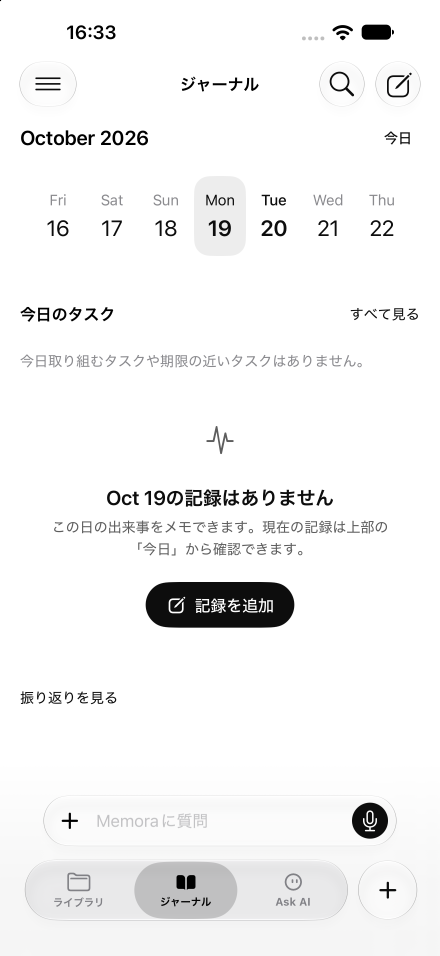 16:33
ジャーナル
October 2026
今日
Fri Sat Sun Mon Tue Wed Thu
16 17 18 19 20 21 22
今日のタスク
すべて見る
今日取り組むタスクや期限の近いタスクはありません。
Oct 19の記録はありません
この日の出来事をメモできます。現在の記録は上部の
「今日」から確認できます。
記録を追加
振り返りを見る
Memoraに質問
ライブラリ
ジャーナル
Ask AI